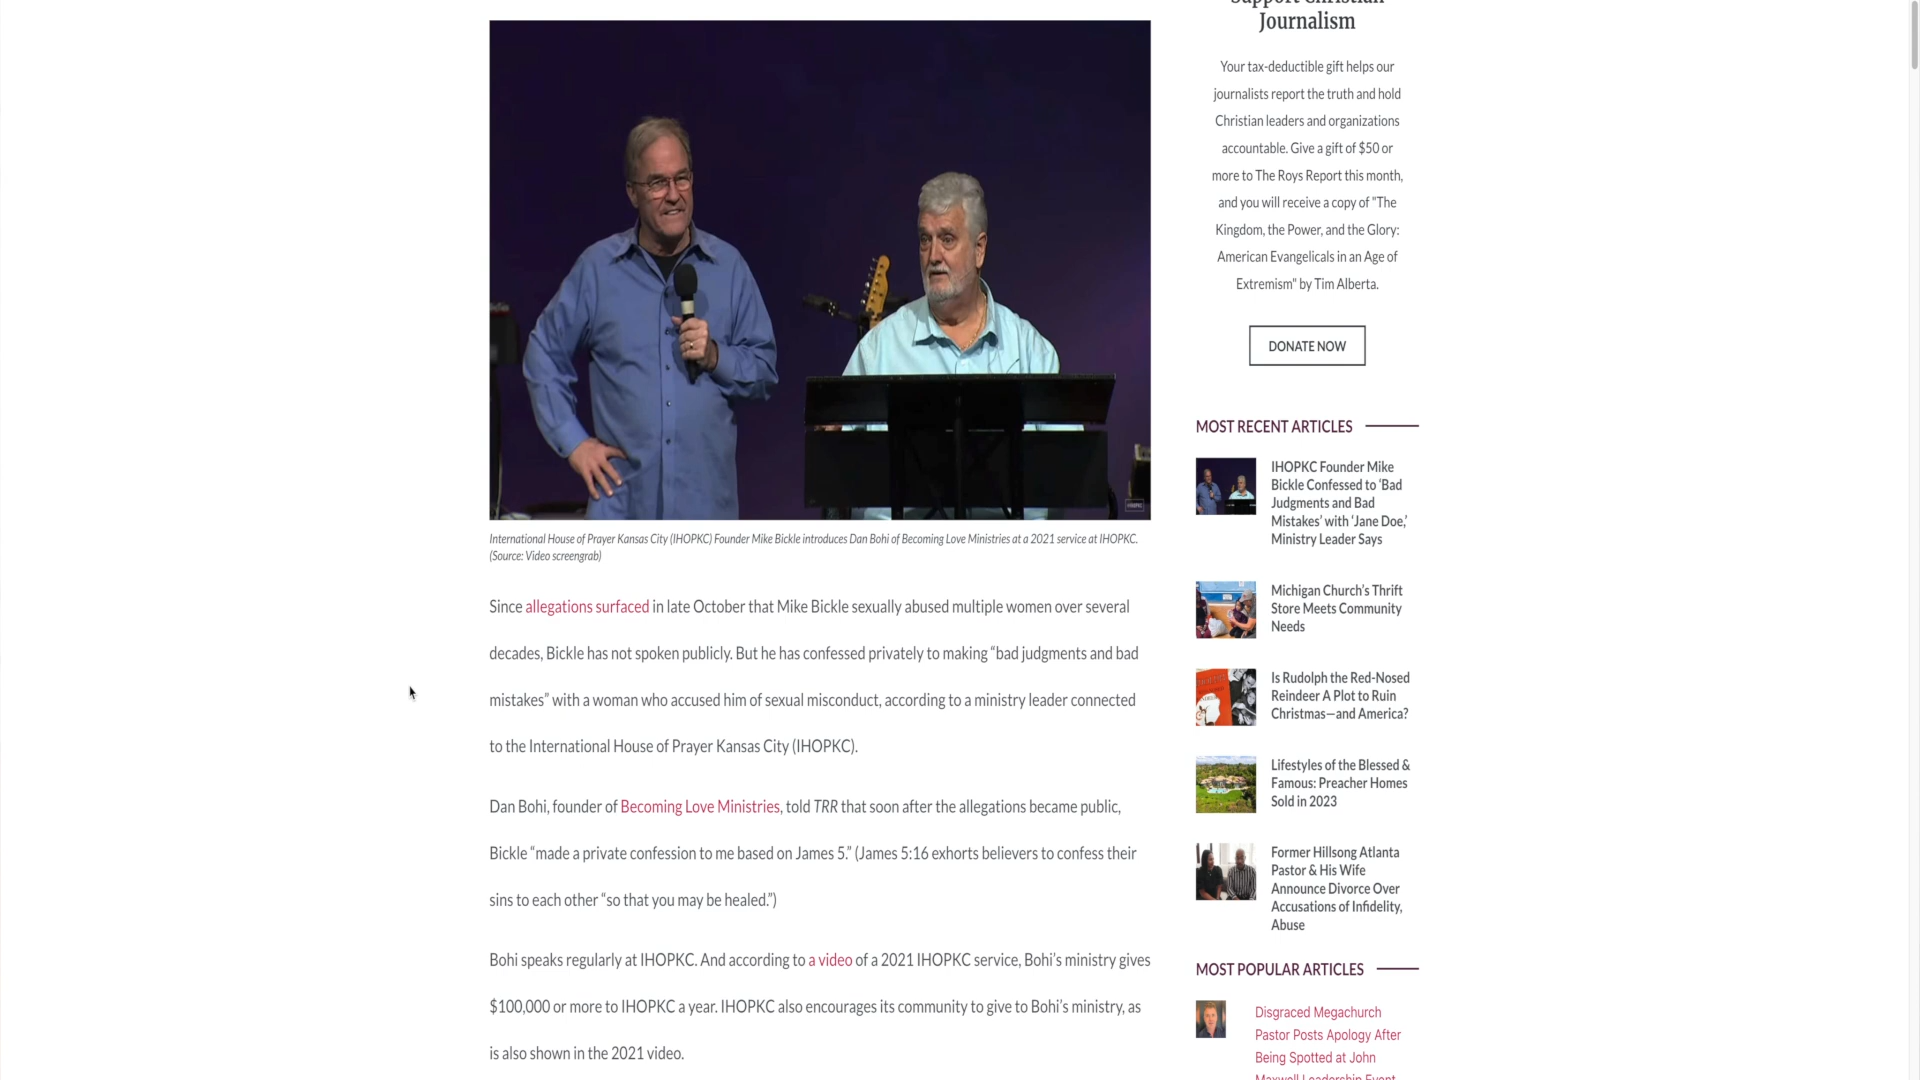 Support Christian
Journalism
Your tax-deductible gift helps our
journalists report the truth and hold
Christian leaders and organizations
accountable. Give a gift of $50 or
more to The Roys Report this month,
and you will receive a copy of "The
Kingdom, the Power, and the Glory:
American Evangelicals in an Age of
Extremism" by Tim Alberta.
DONATE NOW
International House of Prayer Kansas City (IHOPKC) Founder Mike Bickle introduces Dan Bohi of Becoming Love Ministries at a 2021 service at IHOPKC.
(Source: Video screengrab)
Since allegations surfaced in late October that Mike Bickle sexually abused multiple women over several
decades, Bickle has not spoken publicly. But he has confessed privately to making “bad judgments and bad
mistakes” with a woman who accused him of sexual misconduct, according to a ministry leader connected
to the International House of Prayer Kansas City (IHOPKC).
Dan Bohi, founder of Becoming Love Ministries, told TRR that soon after the allegations became public,
Bickle “made a private confession to me based on James 5.” (James 5:16 exhorts believers to confess their
sins to each other “so that you may be healed.”)
Bohi speaks regularly at IHOPKC. And according to a video of a 2021 IHOPKC service, Bohi’s ministry gives
$100,000 or more to IHOPKC a year. IHOPKC also encourages its community to give to Bohi’s ministry, as
is also shown in the 2021 video.
MOST RECENT ARTICLES
IHOPKC Founder Mike
Bickle Confessed to ‘Bad
Judgments and Bad
Mistakes’ with ‘Jane Doe,’
Ministry Leader Says
Michigan Church’s Thrift
Store Meets Community
Needs
Is Rudolph the Red-Nosed
Reindeer A Plot to Ruin
Christmas—and America?
Lifestyles of the Blessed &
Famous: Preacher Homes
Sold in 2023
Former Hillsong Atlanta
Pastor & His Wife
Announce Divorce Over
Accusations of Infidelity,
Abuse
MOST POPULAR ARTICLES
Disgraced Megachurch
Pastor Posts Apology After
Being Spotted at John
Maxwell Leadership Event